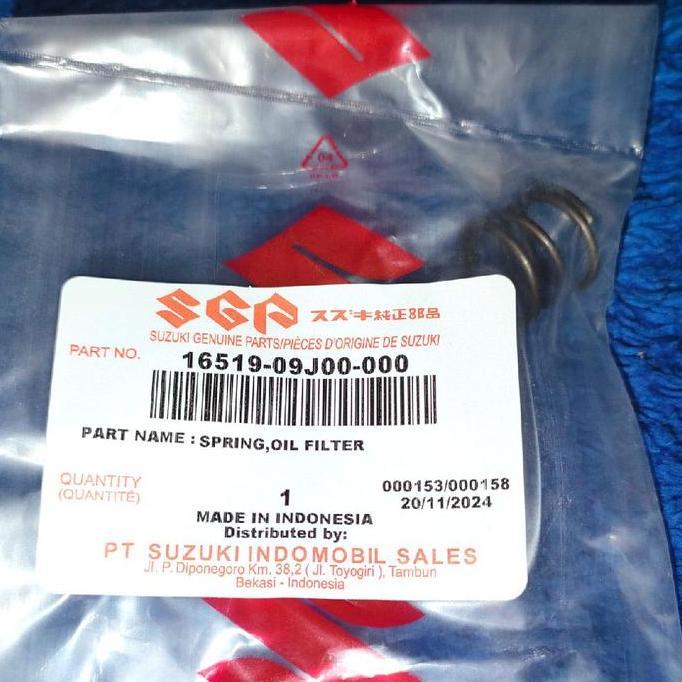 04
SGP スズキ純正部品
SUZUKI GENUINE PARTS/PIÈCES D'ORIGINE DE SUZUKI
PART NO. 16519-09J00-000
PART NAME : SPRING,OIL FILTER
QUANTITY
(QUANTITÉ)
1
000153/000158
20/11/2024
MADE IN INDONESIA
Distributed by:
PT SUZUKI INDOMOBIL SALES
Jl. P. Diponegoro Km. 38,2 ( Jl. Toyogiri ), Tambun
Bekasi - Indonesia